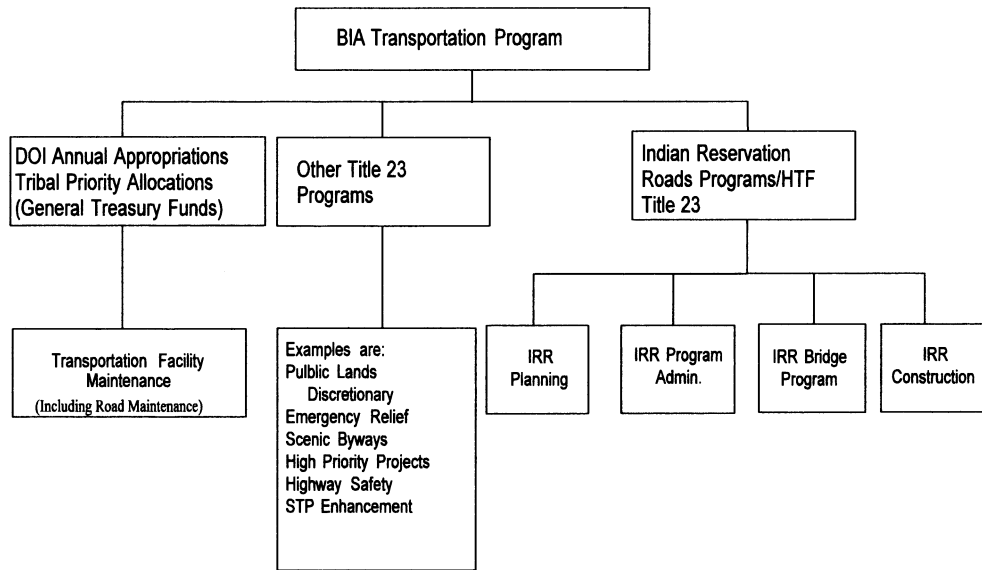 BIA Transportation Program
DOI Annual Appropriations
Tribal Priority Allocations
(General Treasury Funds)
Other Title 23
Programs
Indian Reservation
Roads Programs/HTF
Title 23
Transportation Facility
Maintenance
(Including Road Maintenance)
Examples are:
Pulblic Lands
Discretionary
Emergency Relief
Scenic Byways
High Priority Projects
Highway Safety
STP Enhancement
IRR
Planning
IRR Program
Admin.
IRR Bridge
Program
IRR
Construction